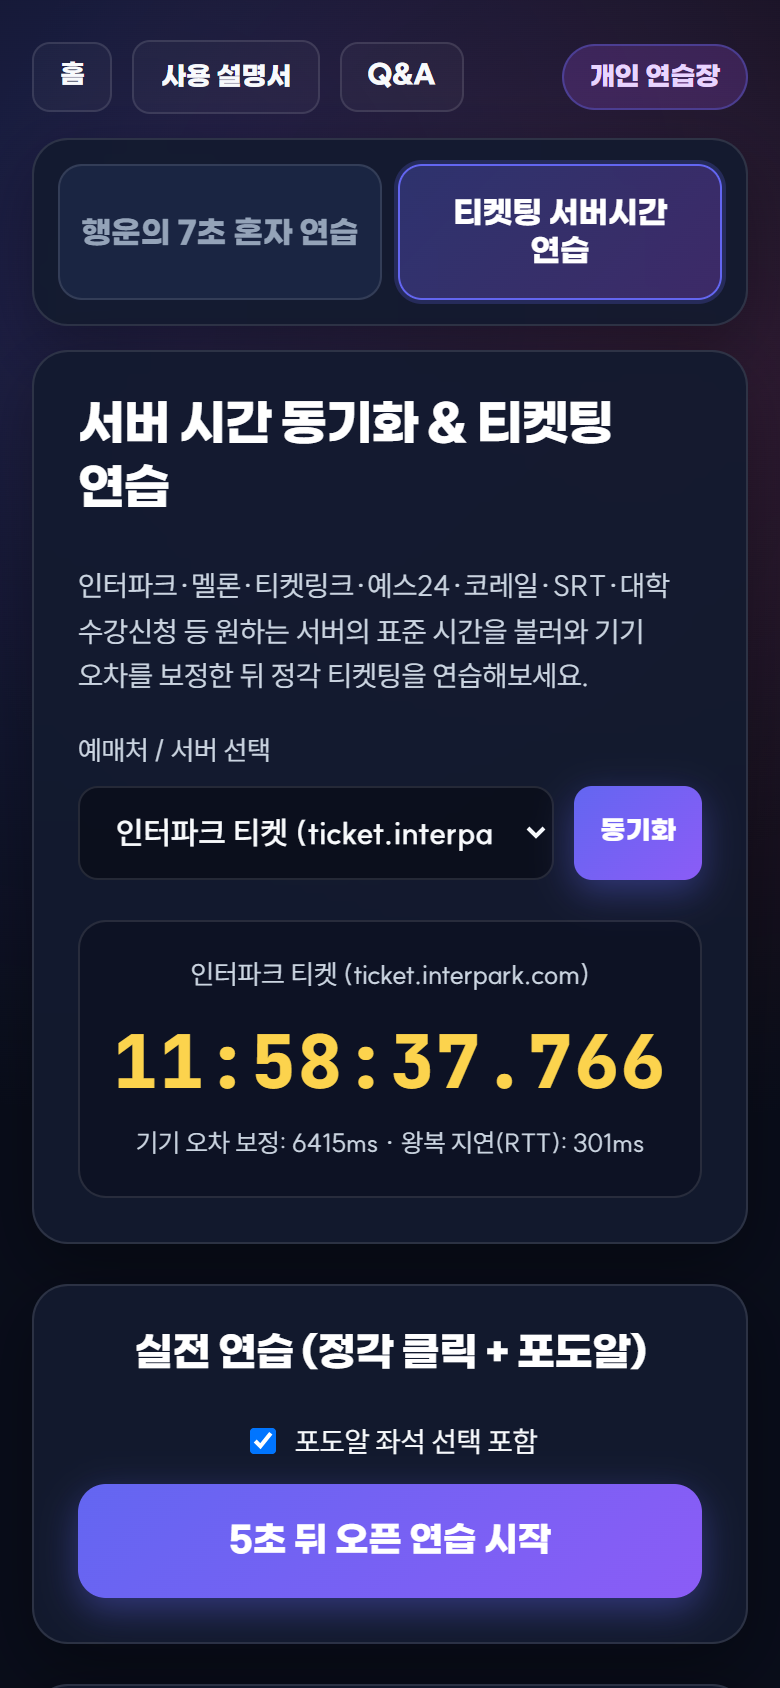 홈
사용 설명서
Q&A
개인 연습장
행운의 7초 혼자 연습
티켓팅 서버시간
연습
서버 시간 동기화 & 티켓팅
연습
인터파크·멜론·티켓링크·예스24·코레일·SRT·대학
수강신청 등 원하는 서버의 표준 시간을 불러와 기기
오차를 보정한 뒤 정각 티켓팅을 연습해보세요.
예매처 / 서버 선택
인터파크 티켓 (ticket.interpa
동기화
인터파크 티켓 (ticket.interpark.com)
11:58:37.766
기기 오차 보정: 6415ms · 왕복 지연(RTT): 301ms
실전 연습 (정각 클릭 + 포도알)
포도알 좌석 선택 포함
5초 뒤 오픈 연습 시작